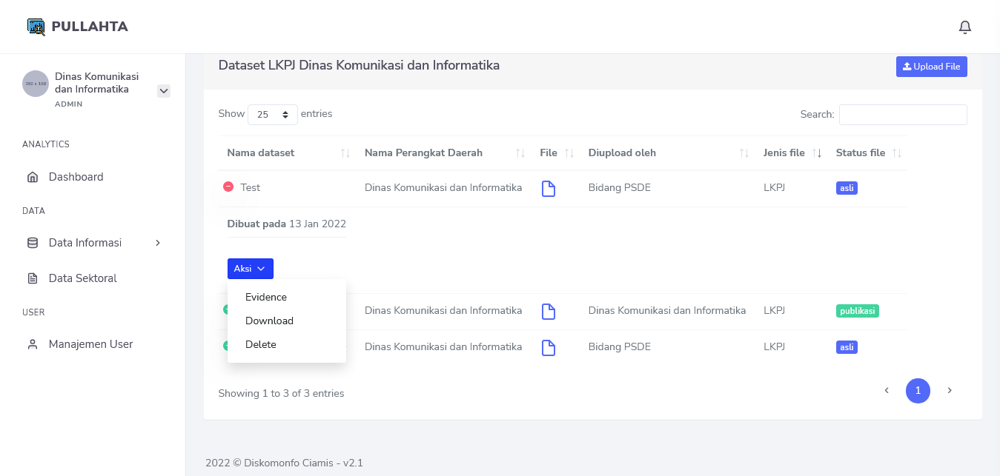 PULLAHTA
150 x 150
Dinas Komunikasi
dan Informatika
ADMIN
ANALYTICS
Dashboard
DATA
Data Informasi
Data Sektoral
USER
Manajemen User
Dataset LKPJ Dinas Komunikasi dan Informatika
Upload File
Show 25 entries
Search:
Nama dataset Nama Perangkat Daerah File Diupload oleh Jenis file Status file
Test Dinas Komunikasi dan Informatika Bidang PSDE LKPJ asli
Dibuat pada 13 Jan 2022
Aksi
Evidence
Download
Delete
Dinas Komunikasi dan Informatika Dinas Komunikasi dan Informatika LKPJ publikasi
Dinas Komunikasi dan Informatika Bidang PSDE LKPJ asli
Showing 1 to 3 of 3 entries
1
2022 © Diskomonfo Ciamis - v2.1